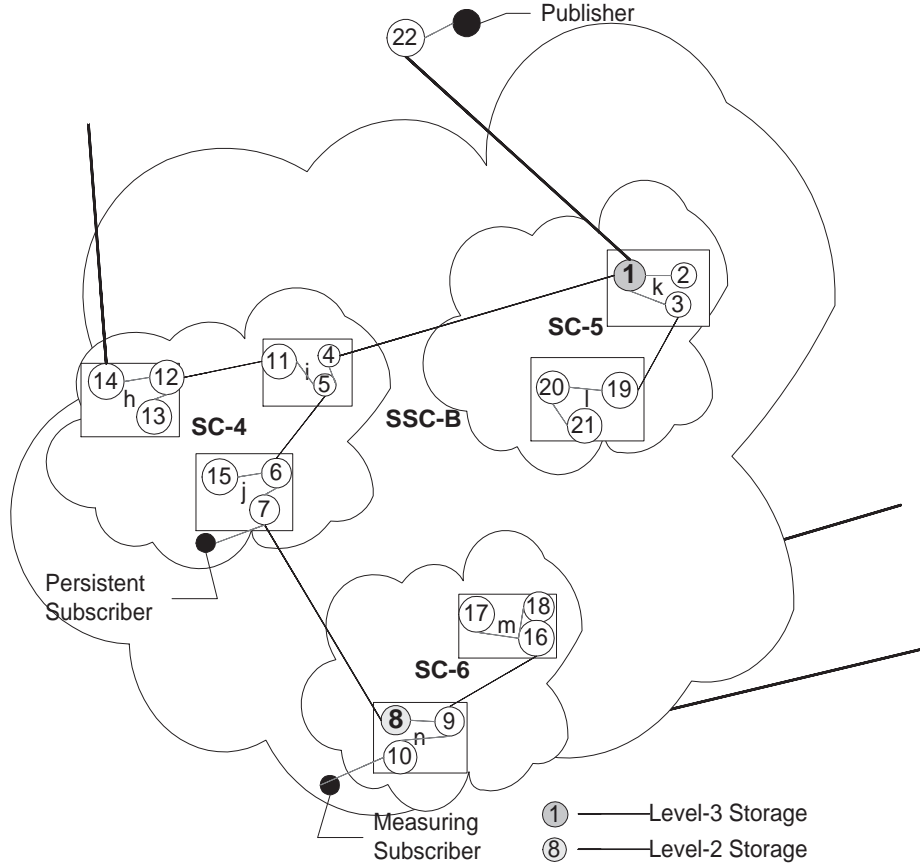 Publisher
22
1
2
k
3
SC-5
4
11
i
5
14
12
h
13
SC-4
SSC-B
20
19
l
21
15
6
j
7
Persistent
Subscriber
17
18
m
16
SC-6
8
9
n
10
Measuring
Subscriber
1 Level-3 Storage
8 Level-2 Storage